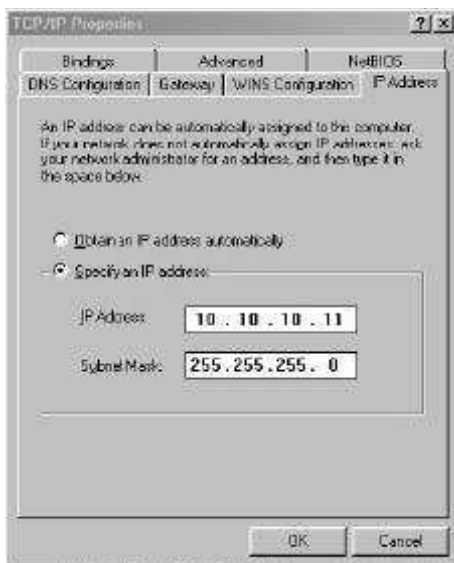 TCP/IP Properties
? ×
Bindings Advanced NetBIOS
DNS Configuration Gateway WINS Configuration IP Address
An IP address can be automatically assigned to this computer.
If your network does not automatically assign IP addresses, ask
your network administrator for an address, and then type it in
the space below.
Obtain an IP address automatically
Specify an IP address:
IP Address:
10 . 10 . 10 . 11
Subnet Mask:
255 . 255 . 255 . 0
OK Cancel